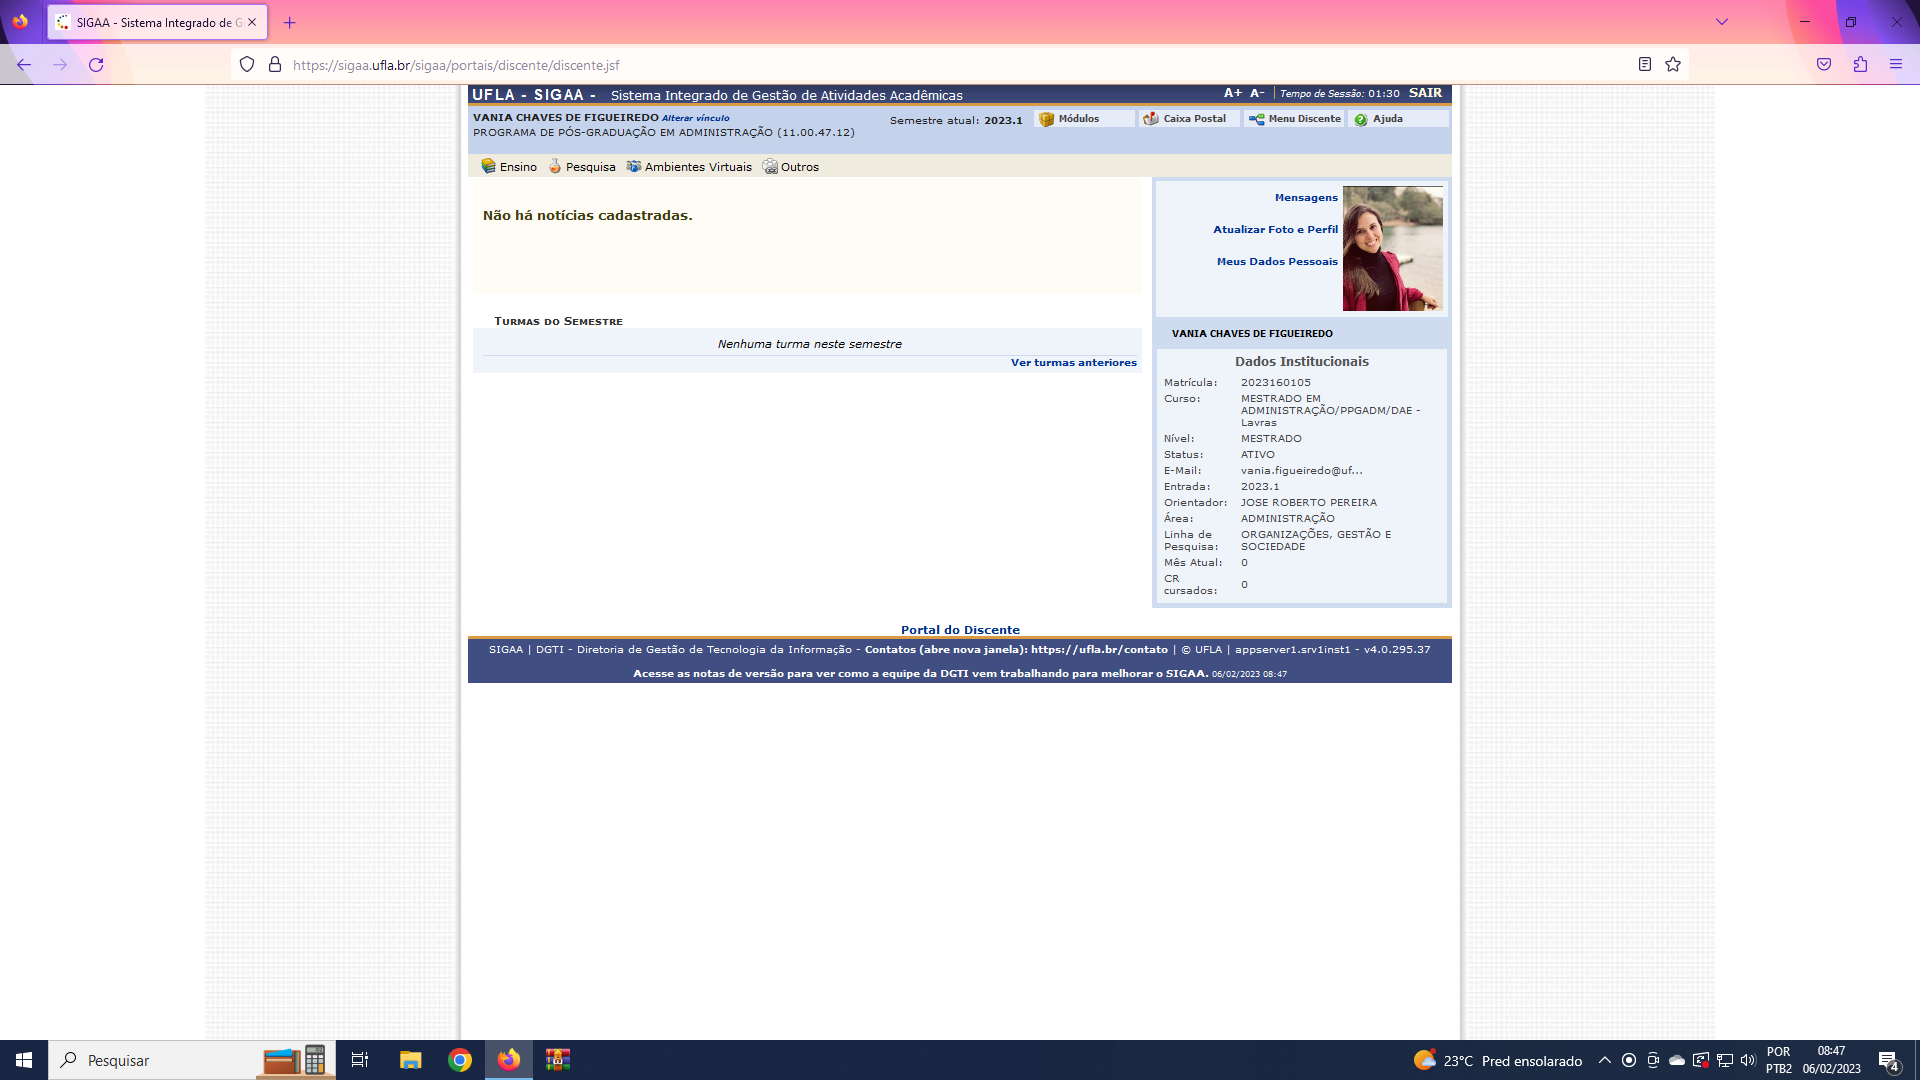 SIGAA - Sistema Integrado de G
https://sigaa.ufla.br/sigaa/portais/discente/discente.jsf
UFLA - SIGAA - Sistema Integrado de Gestão de Atividades Acadêmicas
A+ A- | Tempo de Sessão: 01:30 SAIR
VANIA CHAVES DE FIGUEIREDO Alterar vínculo
Semestre atual: 2023.1
Módulos
Caixa Postal
Menu Discente
Ajuda
PROGRAMA DE PÓS-GRADUAÇÃO EM ADMINISTRAÇÃO (11.00.47.12)
Ensino Pesquisa Ambientes Virtuais Outros
Não há notícias cadastradas.
Turmas do Semestre
Nenhuma turma neste semestre
Ver turmas anteriores
Mensagens
Atualizar Foto e Perfil
Meus Dados Pessoais
VANIA CHAVES DE FIGUEIREDO
Dados Institucionais
Matrícula: 2023160105
Curso: MESTRADO EM
ADMINISTRAÇÃO/PPGADM/DAE -
Lavras
Nível: MESTRADO
Status: ATIVO
E-Mail: vania.figueiredo@uf...
Entrada: 2023.1
Orientador: JOSE ROBERTO PEREIRA
Área: ADMINISTRAÇÃO
Linha de Pesquisa: ORGANIZAÇÕES, GESTÃO E
SOCIEDADE
Mês Atual: 0
CR cursados: 0
Portal do Discente
SIGAA | DGTI - Diretoria de Gestão de Tecnologia da Informação - Contatos (abre nova janela): https://ufla.br/contato | © UFLA | appserver1.srv1inst1 - v4.0.295.37
Acesse as notas de versão para ver como a equipe da DGTI vem trabalhando para melhorar o SIGAA. 06/02/2023 08:47
Pesquisar
23°C Pred ensolarado
POR
PTB2
08:47
06/02/2023
4